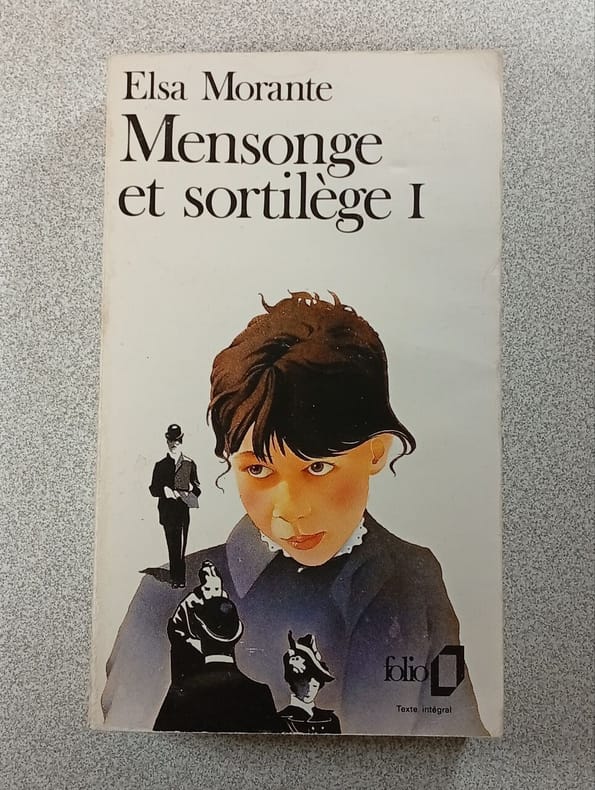 Elsa Morante
Mensonge
et sortilège I
folio
Texte intégral